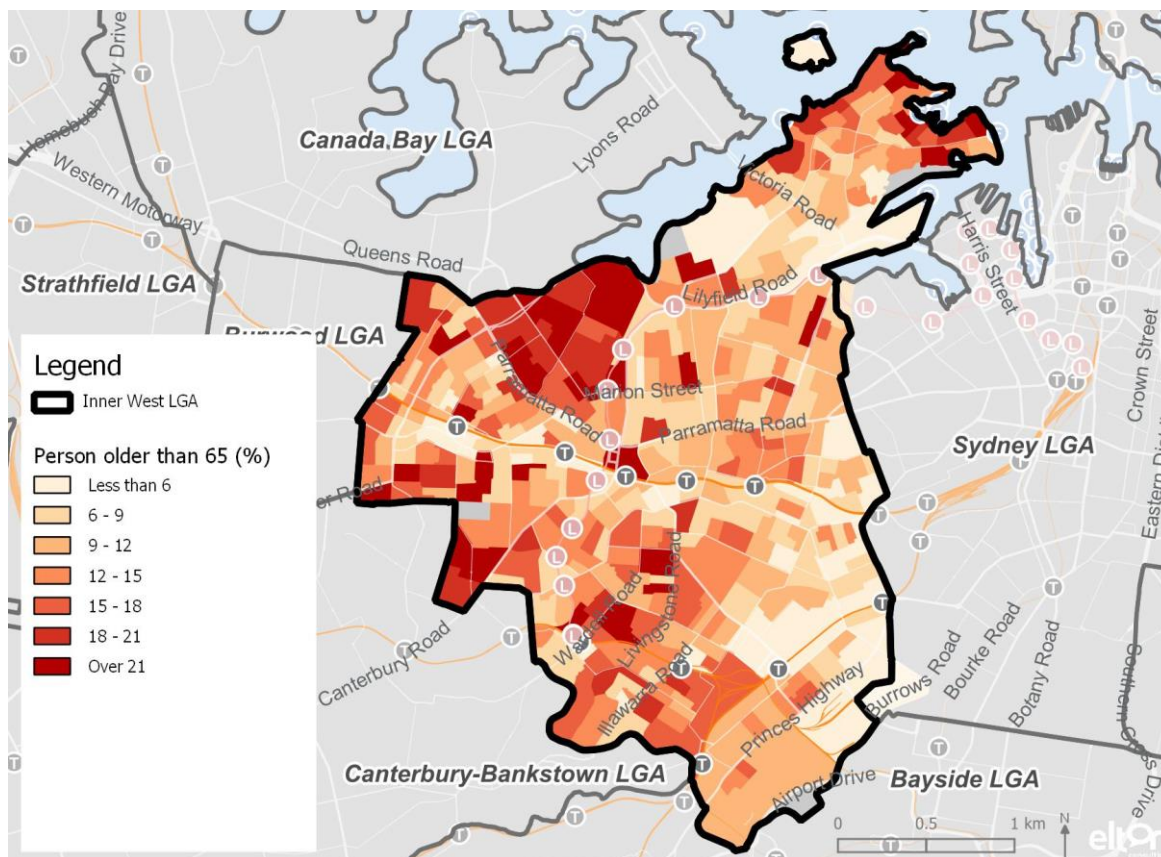 Homebush Bay Drive
Canada Bay LGA
Lyons Road
Western Motorway
Victoria Road
Queens Road
Harris Street
Strathfield LGA
Lilyfield Road
Burwood LGA
Crown Street
Legend
Inner West LGA
Parramatta Road
Marion Street
Parramatta Road
Person older than 65 (%)
Sydney LGA
Less than 6
6 - 9
9 - 12
12 - 15
15 - 18
18 - 21
Over 21
er Road
Livingstone Road
Wardell Road
Canterbury Road
Illawarra Road
Princes Highway
Burrows Road
Bourke Road
Botany Road
Canterbury-Bankstown LGA
Airport Drive
Bayside LGA
0 0.5 1 km
N
T
L